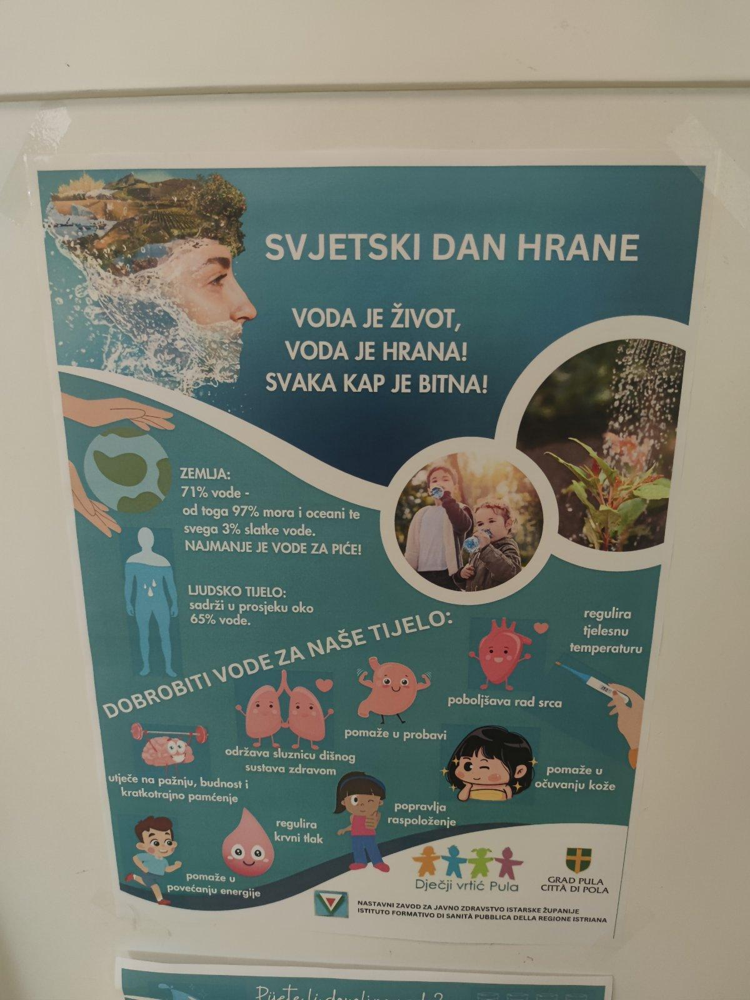 SVJETSKI DAN HRANE
VODA JE ŽIVOT,
VODA JE HRANA!
SVAKA KAP JE BITNA!
ZEMLJA:
71% vode -
od toga 97% mora i oceani te
svega 3% slatke vode.
NAJMANJE JE VODE ZA PIĆE!
LJUDSKO TIJELO:
sadrži u prosjeku oko
65% vode.
DOBROBITI VODE ZA NAŠE TIJELO:
regulira
tjelesnu
temperaturu
poboljšava rad srca
pomaže u probavi
održava sluznicu dišnog
sustava zdravom
utječe na pažnju, budnost i
kratkotrajno pamćenje
pomaže u
očuvanju kože
popravlja
raspoloženje
regulira
krvni tlak
pomaže u
povećanju energije
Dječji vrtić Pula
GRAD PULA
CITTÀ DI POLA
NASTAVNI ZAVOD ZA JAVNO ZDRAVSTVO ISTARSKE ŽUPANIJE
ISTITUTO FORMATIVO DI SANITÀ PUBBLICA DELLA REGIONE ISTRIANA
Pijete li dovoljno vode?